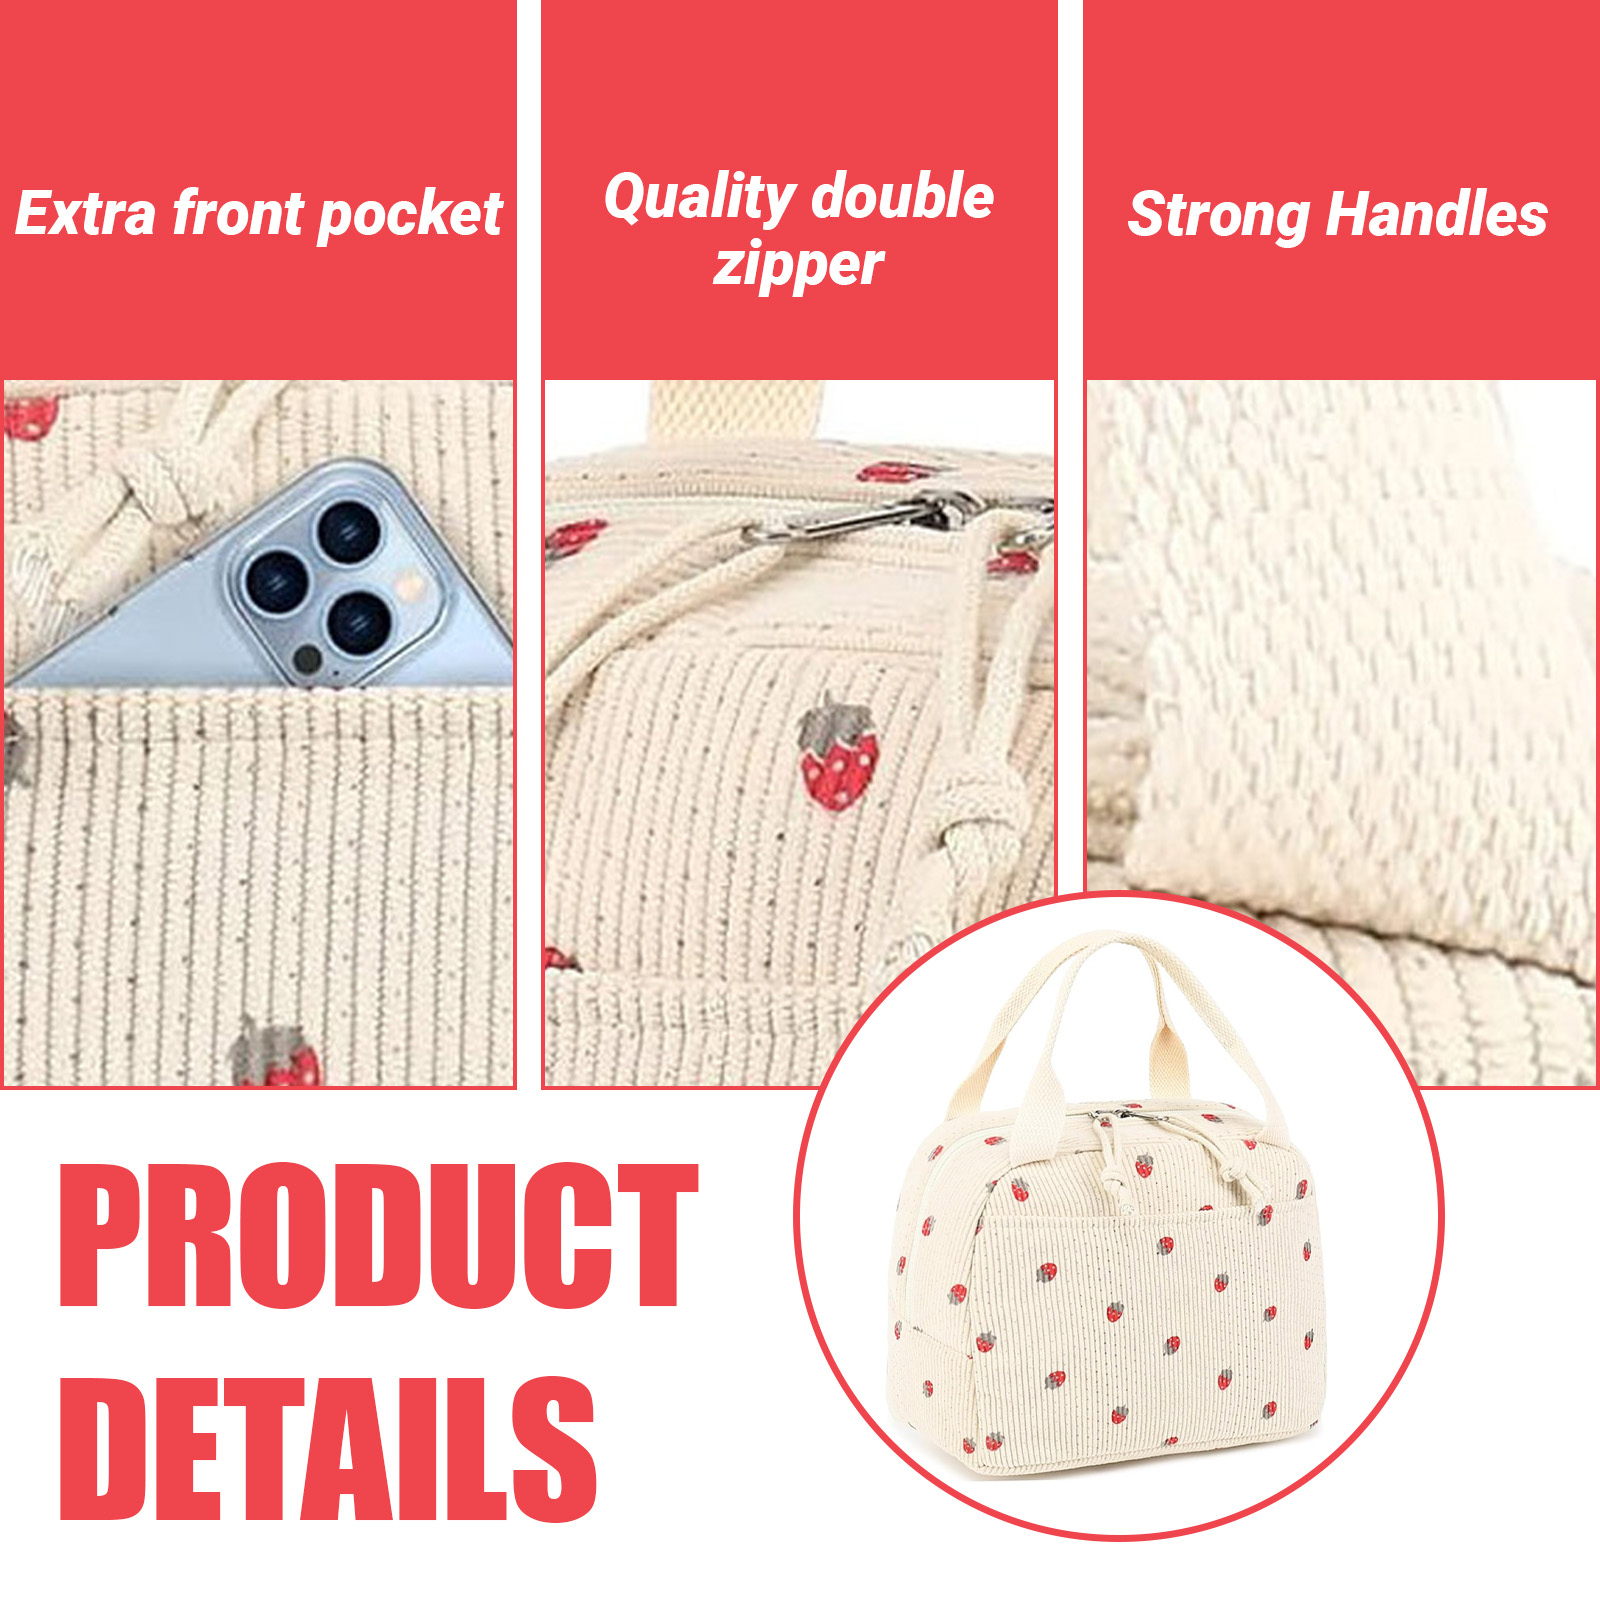 Extra front pocket
Quality double
zipper
Strong Handles
PRODUCT
DETAILS